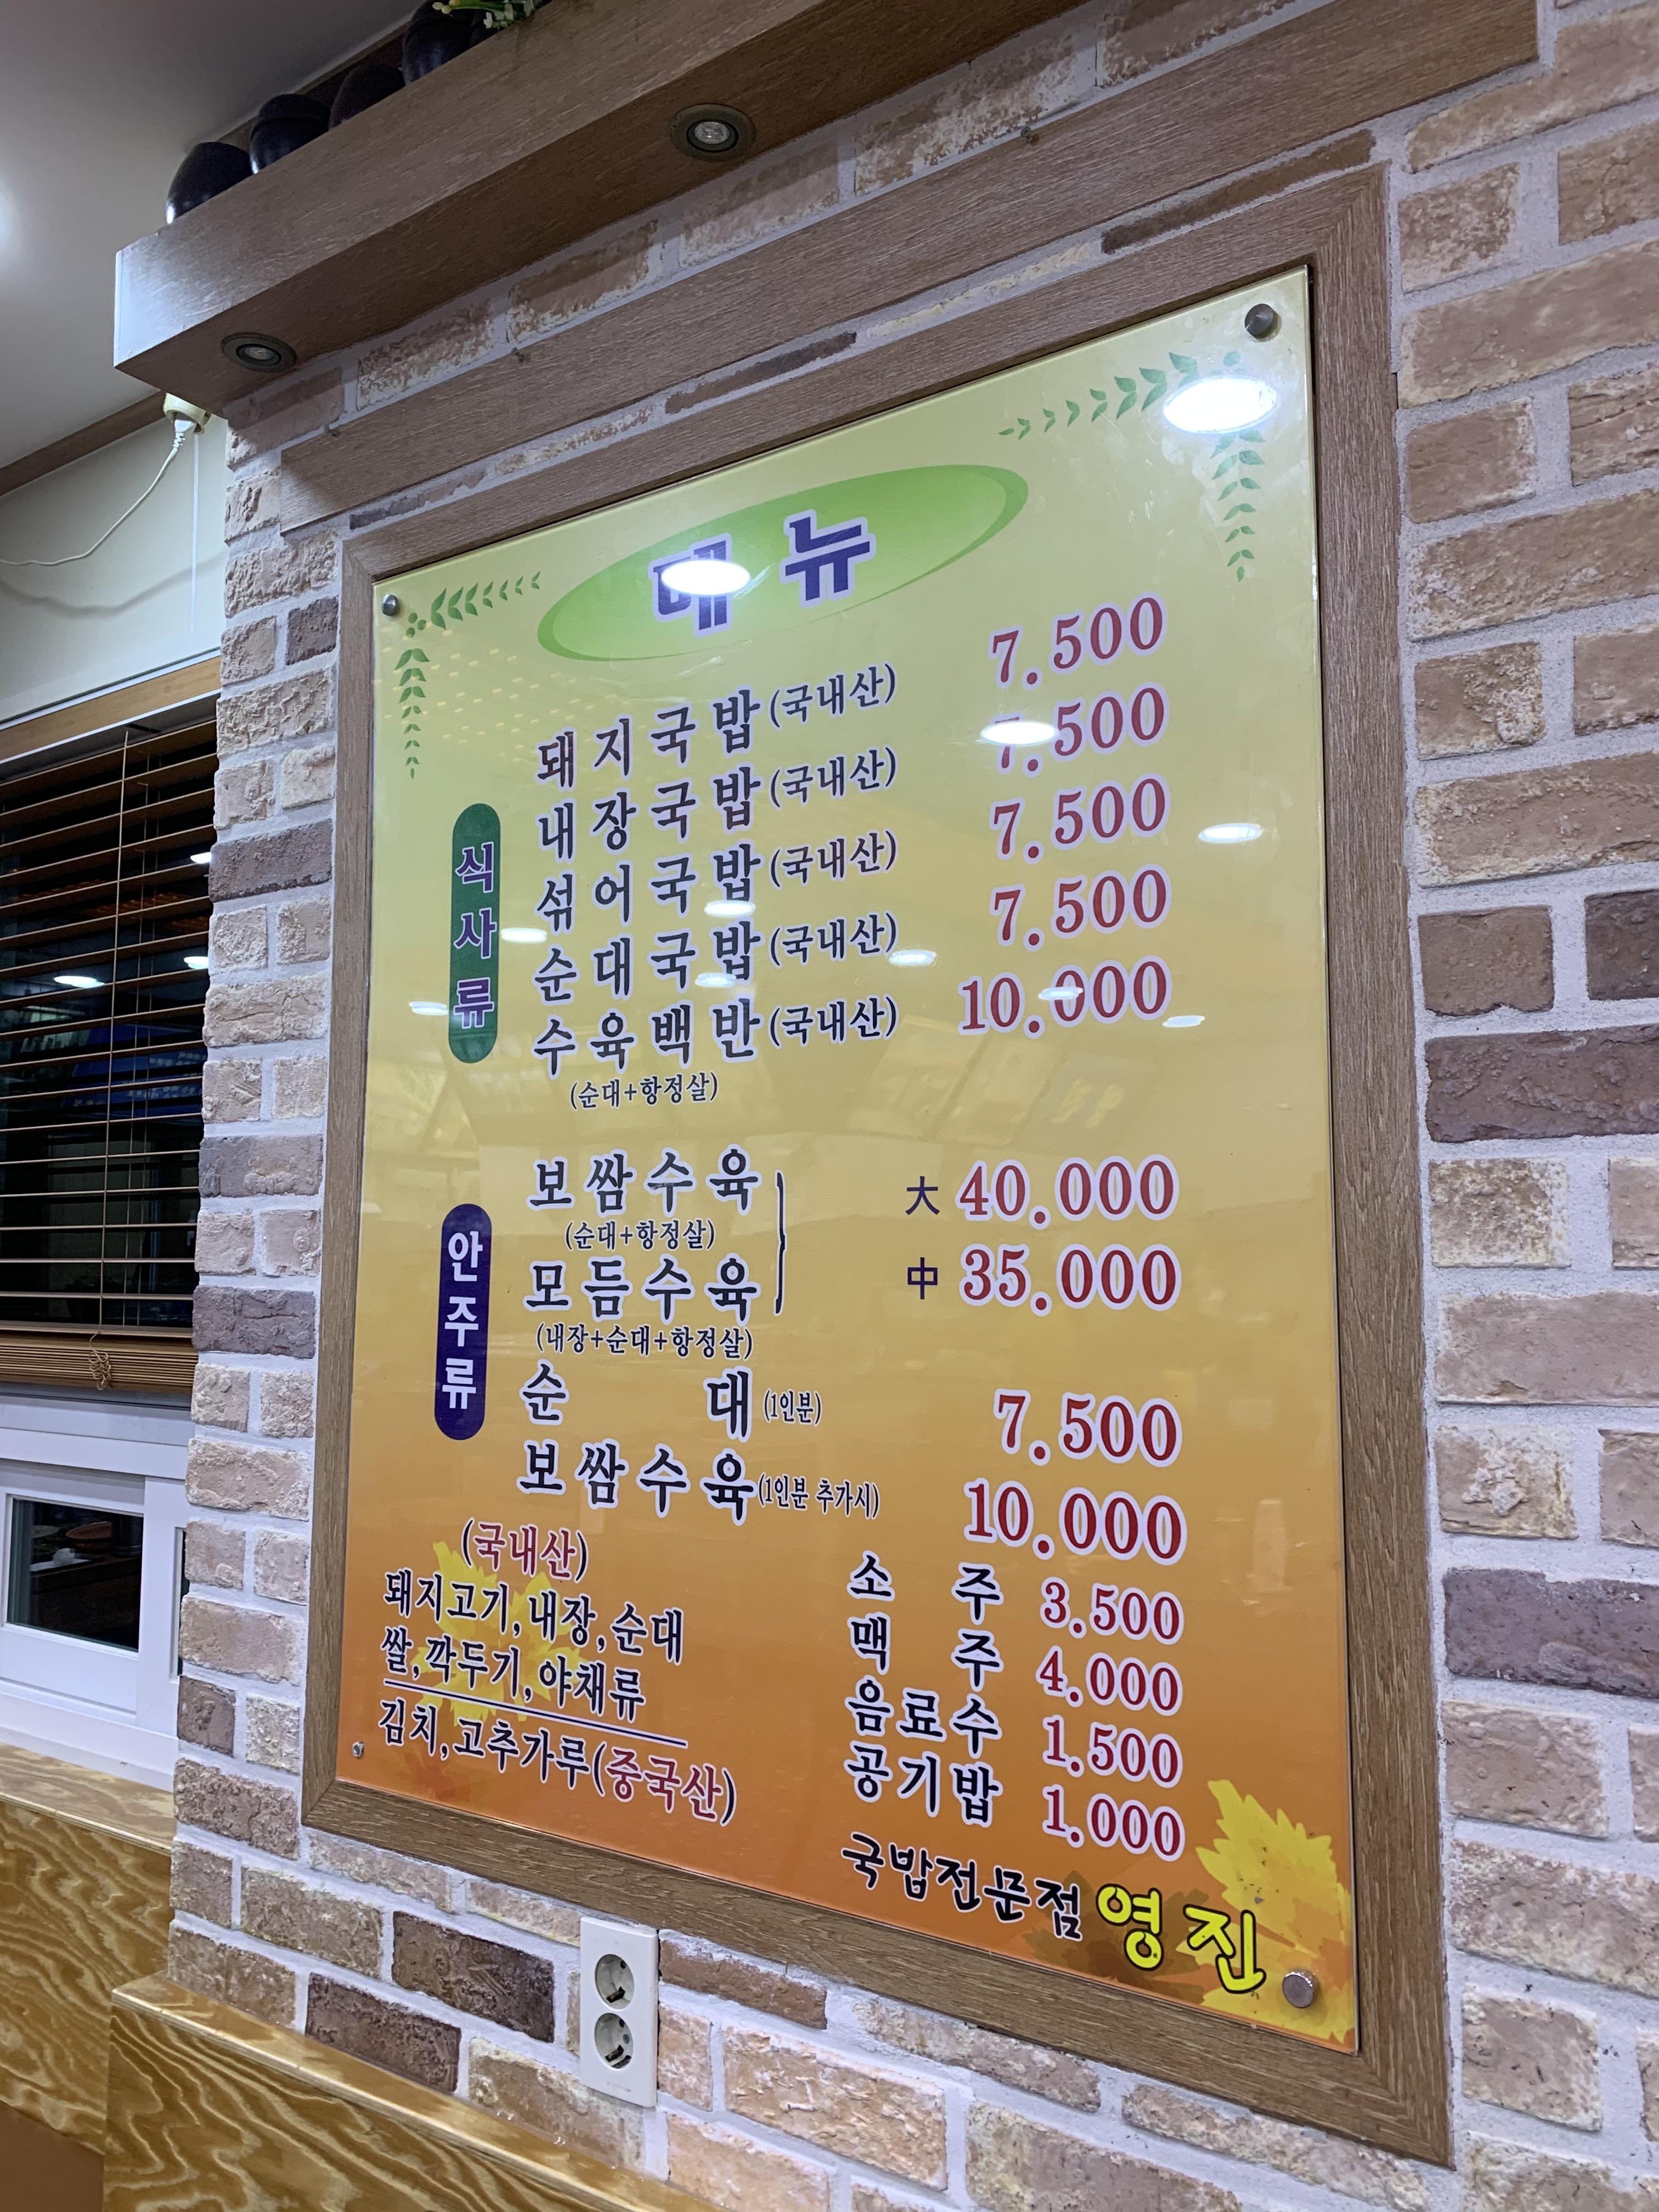 메뉴
식사류
돼지국밥(국내산) 7.500
내장국밥(국내산) 7.500
섞어국밥(국내산) 7.500
순대국밥(국내산) 7.500
수육백반(국내산) 10.000
(순대+항정살)
안주류
보쌈수육 大 40.000
(순대+항정살)
모듬수육 中 35.000
(내장+순대+항정살)
순대(1인분) 7.500
보쌈수육(1인분 추가시) 10.000
(국내산)
돼지고기,내장,순대
쌀,깍두기,야채류
김치,고추가루(중국산)
소주 3.500
맥주 4.000
음료수 1.500
공기밥 1.000
국밥전문점 영진